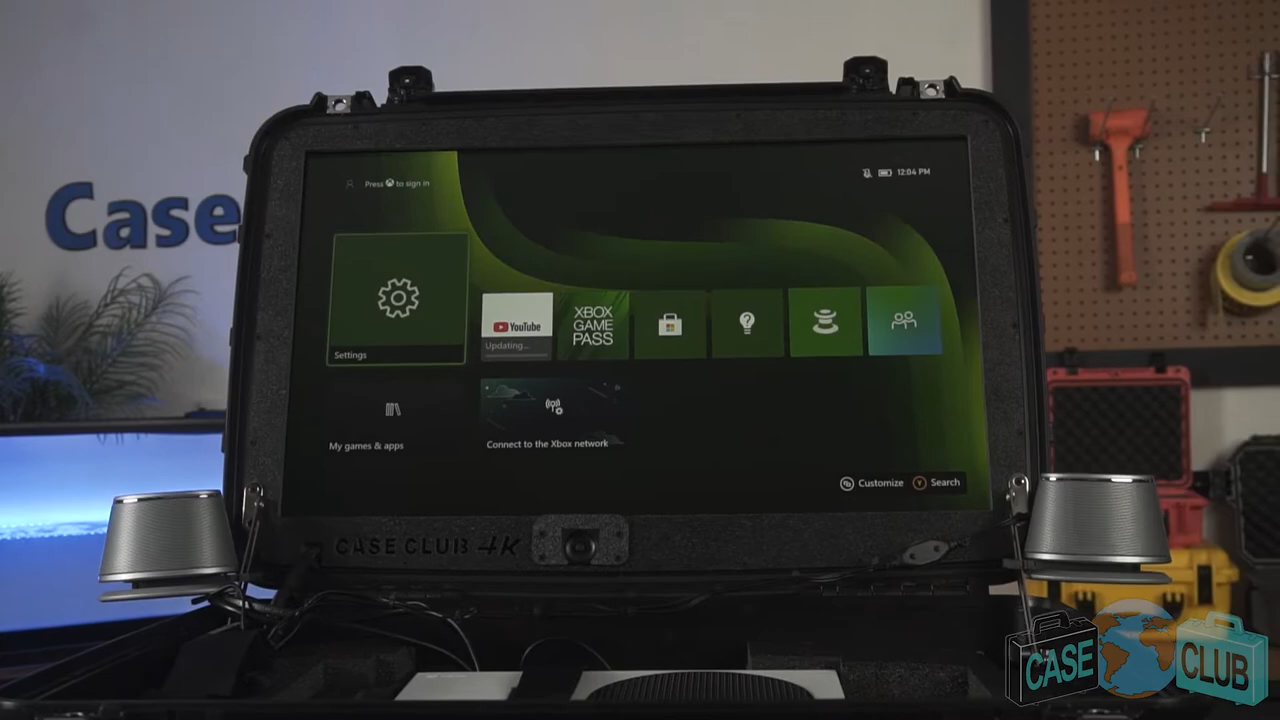 Case
Press to sign in
12:04 PM
Settings
YouTube
Updating...
XBOX
GAME
PASS
My games & apps
Connect to the Xbox network
Customize
Y Search
CASE CLUB 4K
CASE CLUB